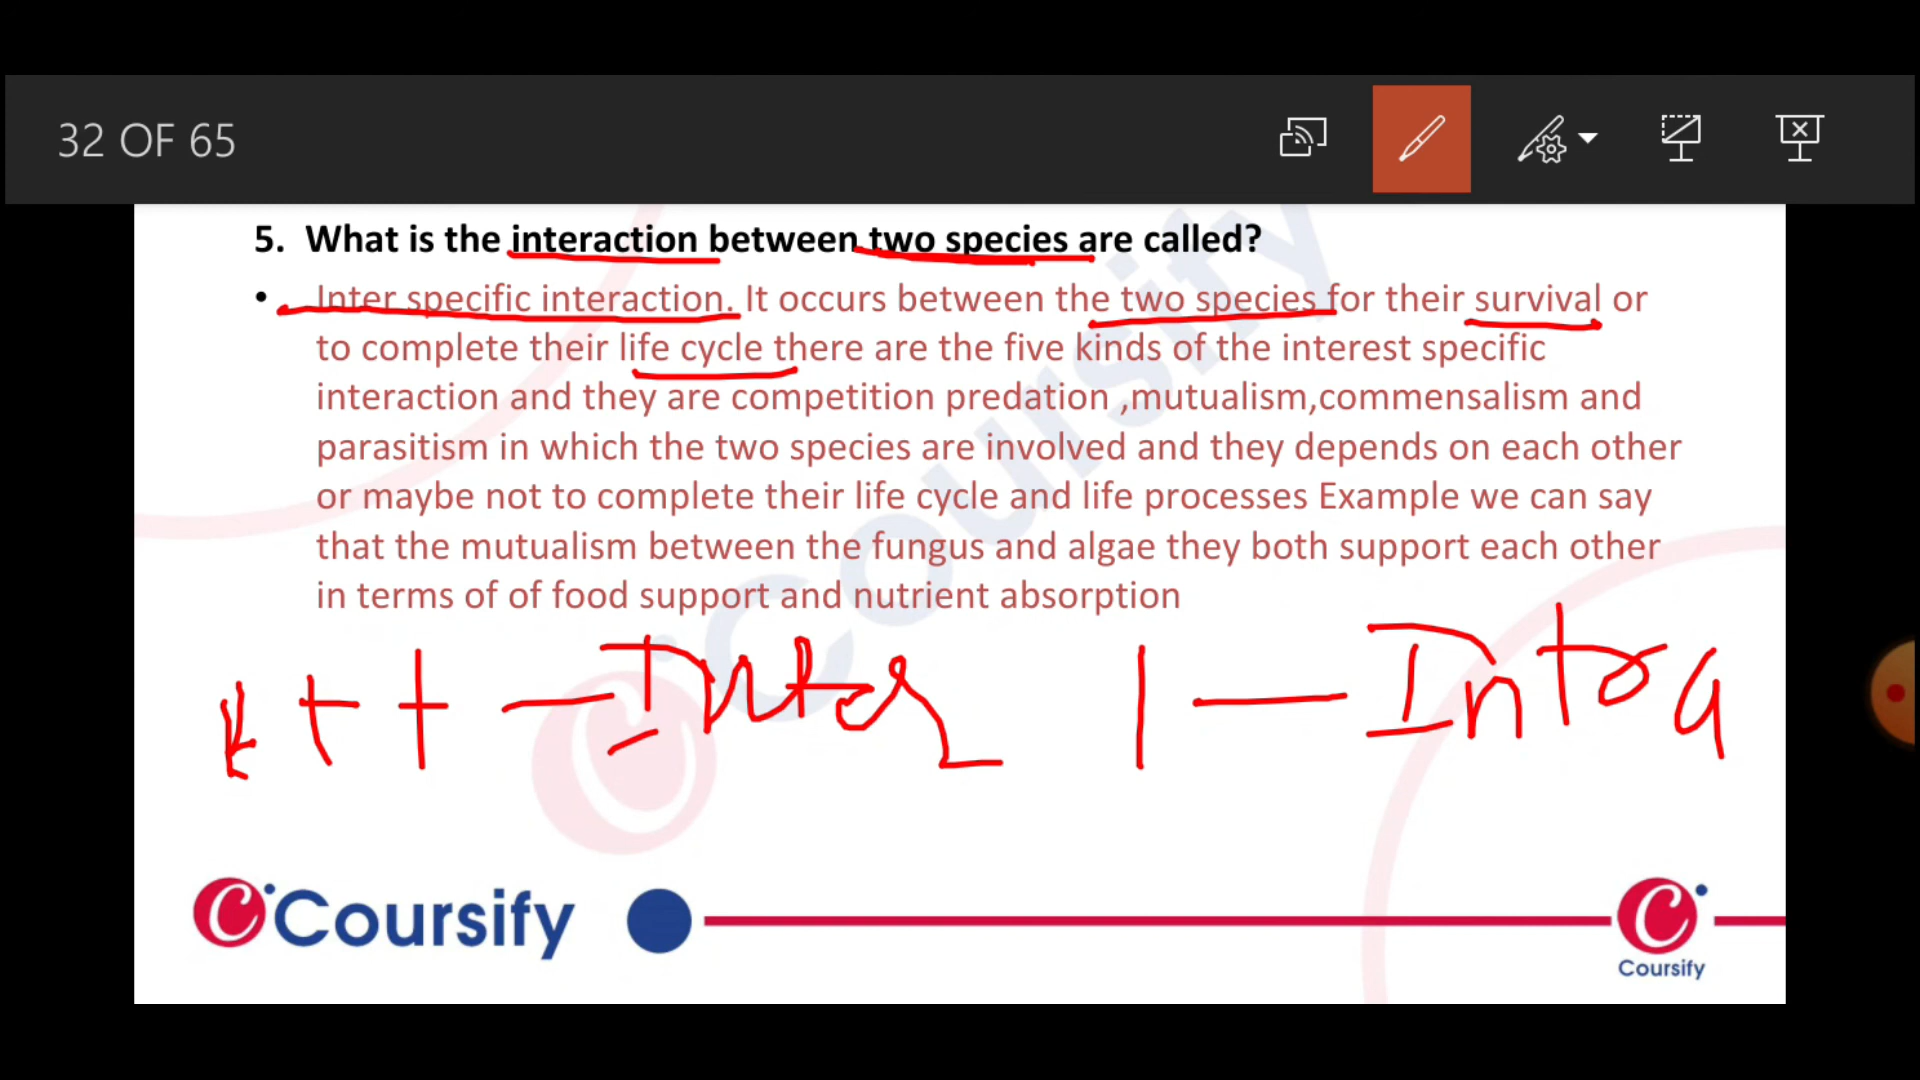 32 OF 65
5. What is the interaction between two species are called?
• Inter specific interaction. It occurs between the two species for their survival or
to complete their life cycle there are the five kinds of the interest specific
interaction and they are competition predation ,mutualism,commensalism and
parasitism in which the two species are involved and they depends on each other
or maybe not to complete their life cycle and life processes Example we can say
that the mutualism between the fungus and algae they both support each other
in terms of of food support and nutrient absorption
Inter 1 — Intra
Coursify
Coursify
Coursify